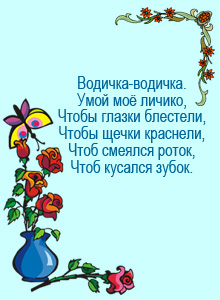 Водичка-водичка.
Умой моё личико,
Чтобы глазки блестели,
Чтобы щечки краснели,
Чтоб смеялся роток,
Чтоб кусался зубок.